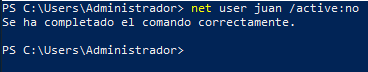 PS C:\Users\Administrador> net user juan /active:no
Se ha completado el comando correctamente.
PS C:\Users\Administrador>